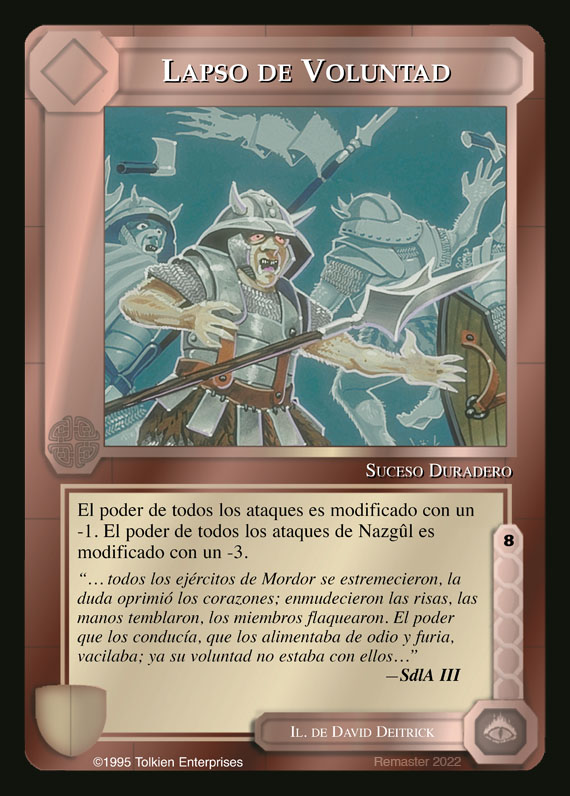 Lapso de Voluntad
Suceso Duradero
El poder de todos los ataques es modificado con un
-1. El poder de todos los ataques de Nazgûl es
modificado con un -3.
8
“…todos los ejércitos de Mordor se estremecieron, la
duda oprimió los corazones; enmudecieron las risas, las
manos temblaron, los miembros flaquearon. El poder
que los conducía, que los alimentaba de odio y furia,
vacilaba; ya su voluntad no estaba con ellos…”
—SdlA III
Il. de David Deitrick
©1995 Tolkien Enterprises
Remaster 2022